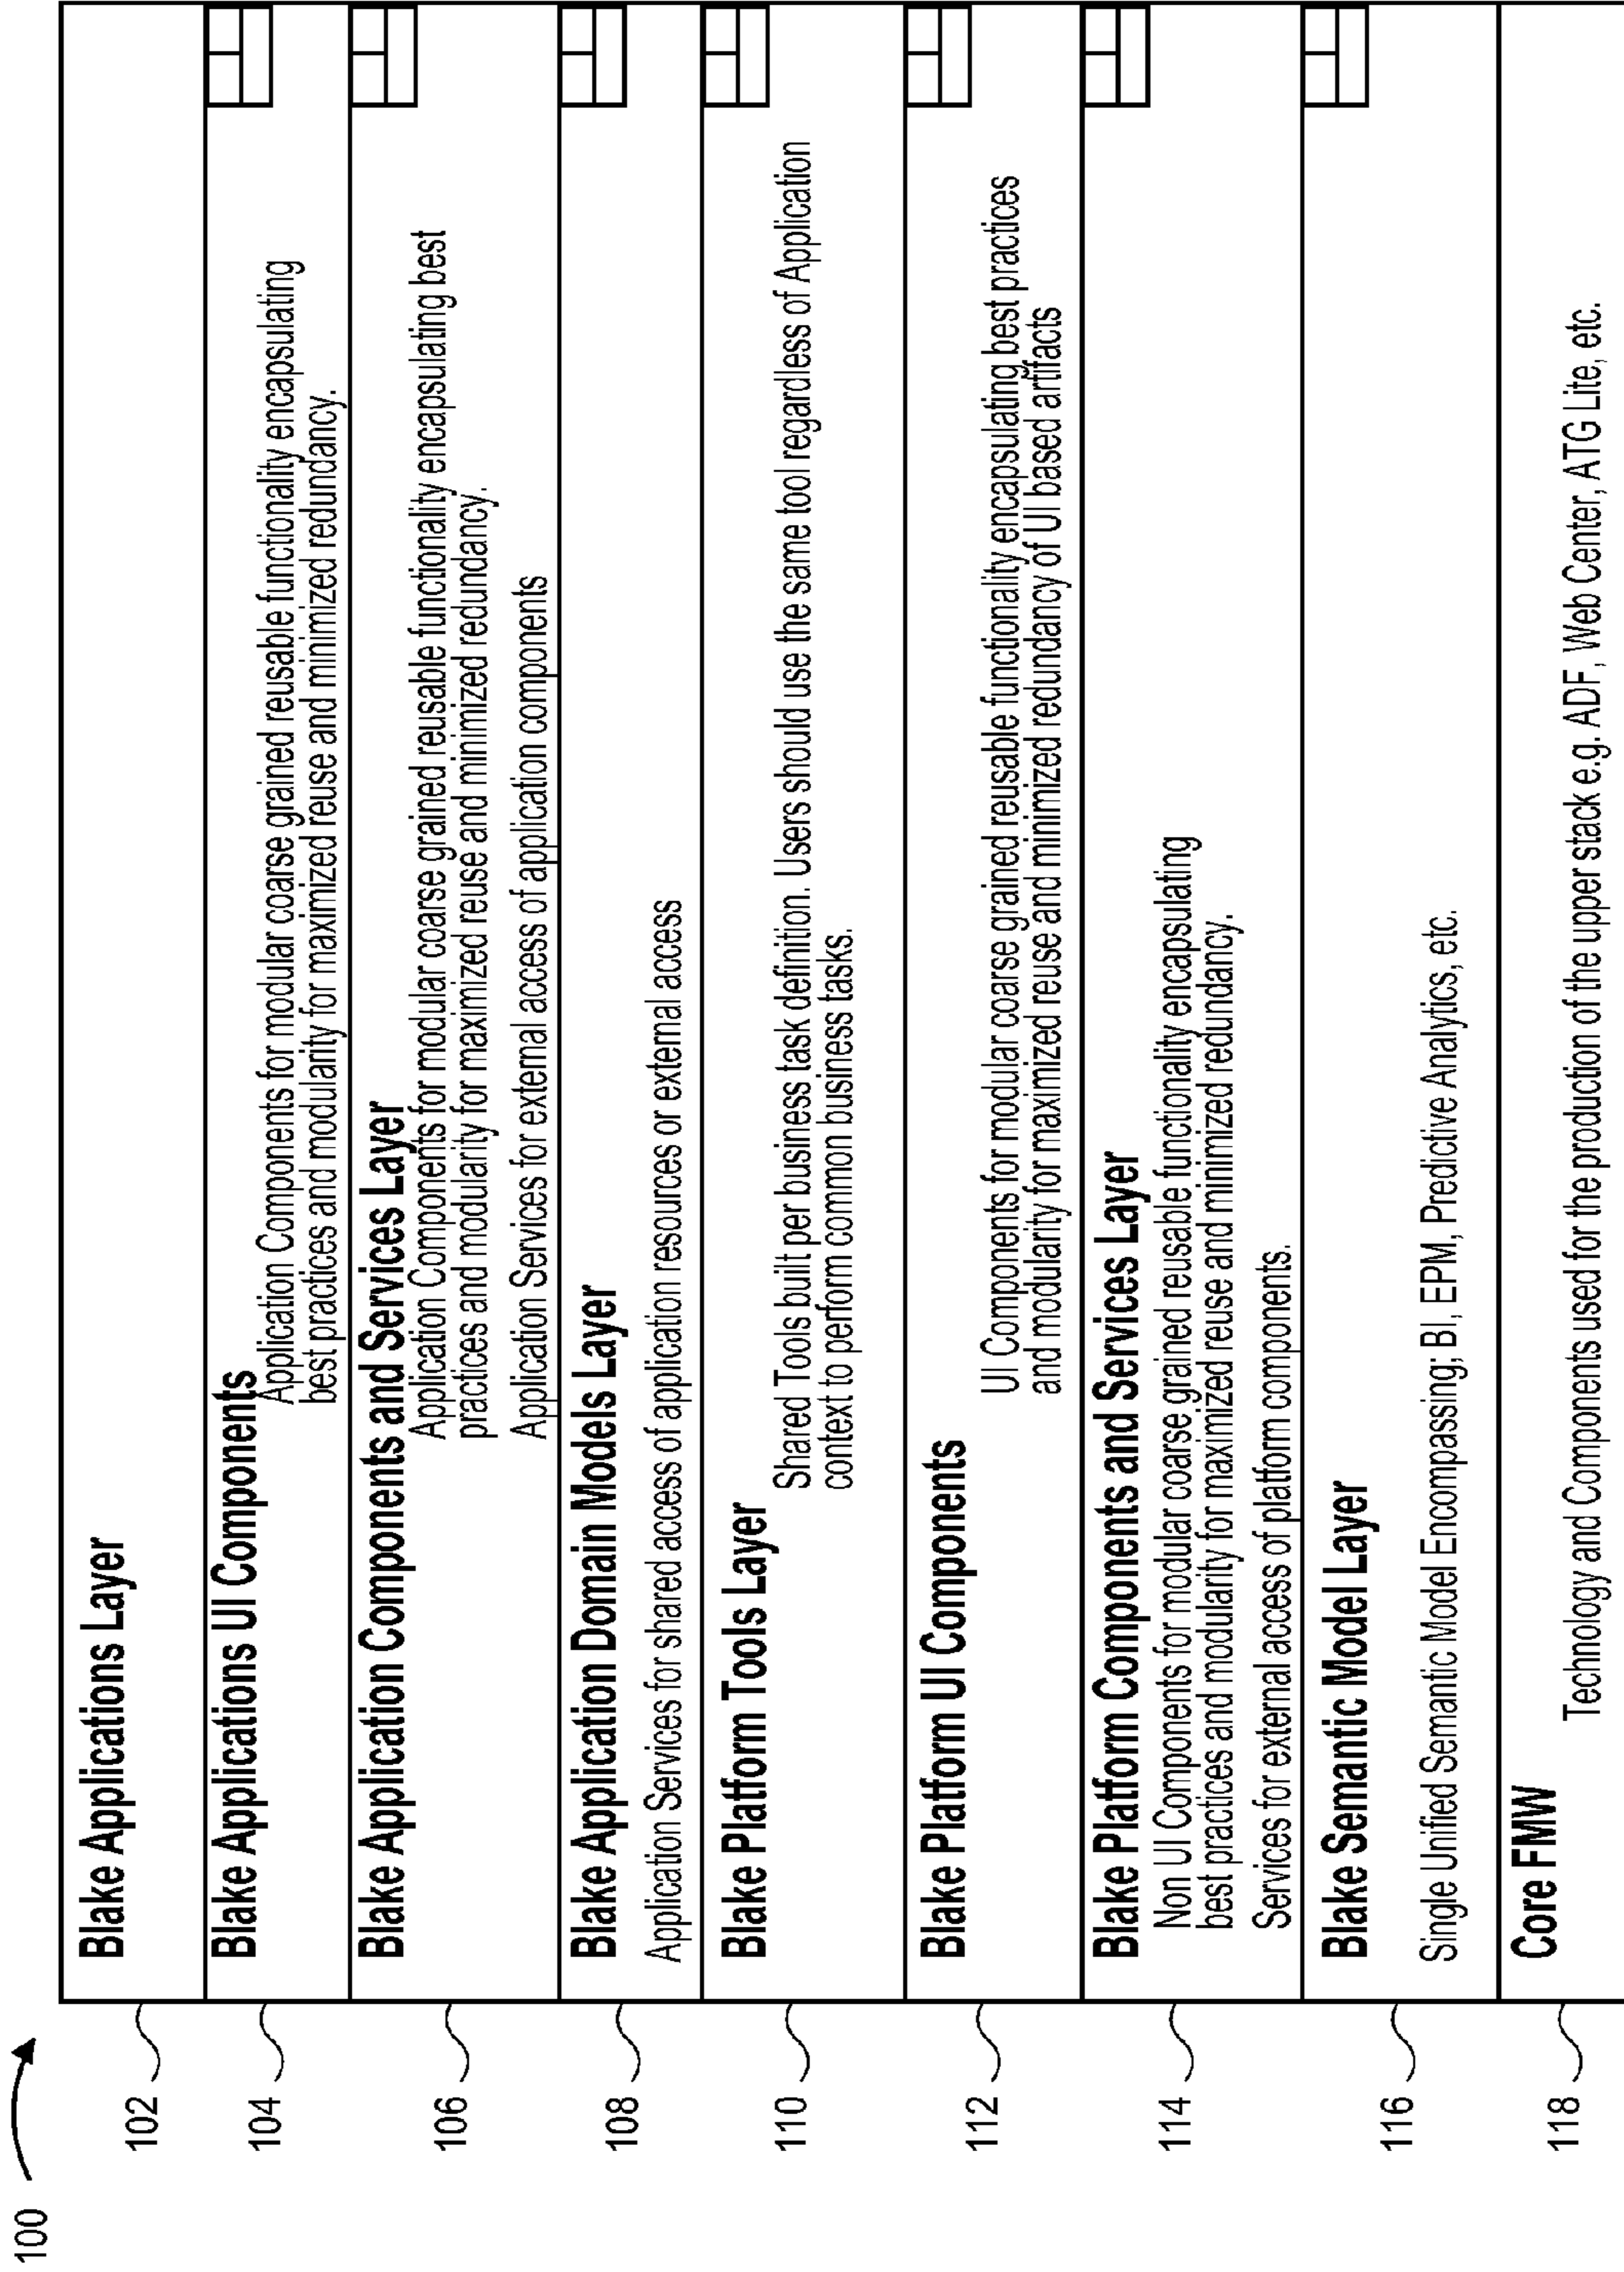 100
102
Blake Applications Layer
104
Blake Applications UI Components
Application Components for modular coarse grained reusable functionality encapsulating
best practices and modularity for maximized reuse and minimized redundancy.
106
Blake Application Components and Services Layer
Application Components for modular coarse grained reusable functionality encapsulating best
practices and modularity for maximized reuse and minimized redundancy.
Application Services for external access of application components
108
Blake Application Domain Models Layer
Application Services for shared access of application resources or external access
110
Blake Platform Tools Layer
Shared Tools built per business task definition. Users should use the same tool regardless of Application
context to perform common business tasks.
112
Blake Platform UI Components
UI Components for modular coarse grained reusable functionality encapsulating best practices
and modularity for maximized reuse and minimized redundancy of UI based artifacts
114
Blake Platform Components and Services Layer
Non UI Components for modular coarse grained reusable functionality encapsulating
best practices and modularity for maximized reuse and minimized redundancy.
Services for external access of platform components.
116
Blake Semantic Model Layer
Single Unified Semantic Model Encompassing; BI, EPM, Predictive Analytics, etc.
118
Core FMW
Technology and Components used for the production of the upper stack e.g. ADF, Web Center, ATG Lite, etc.